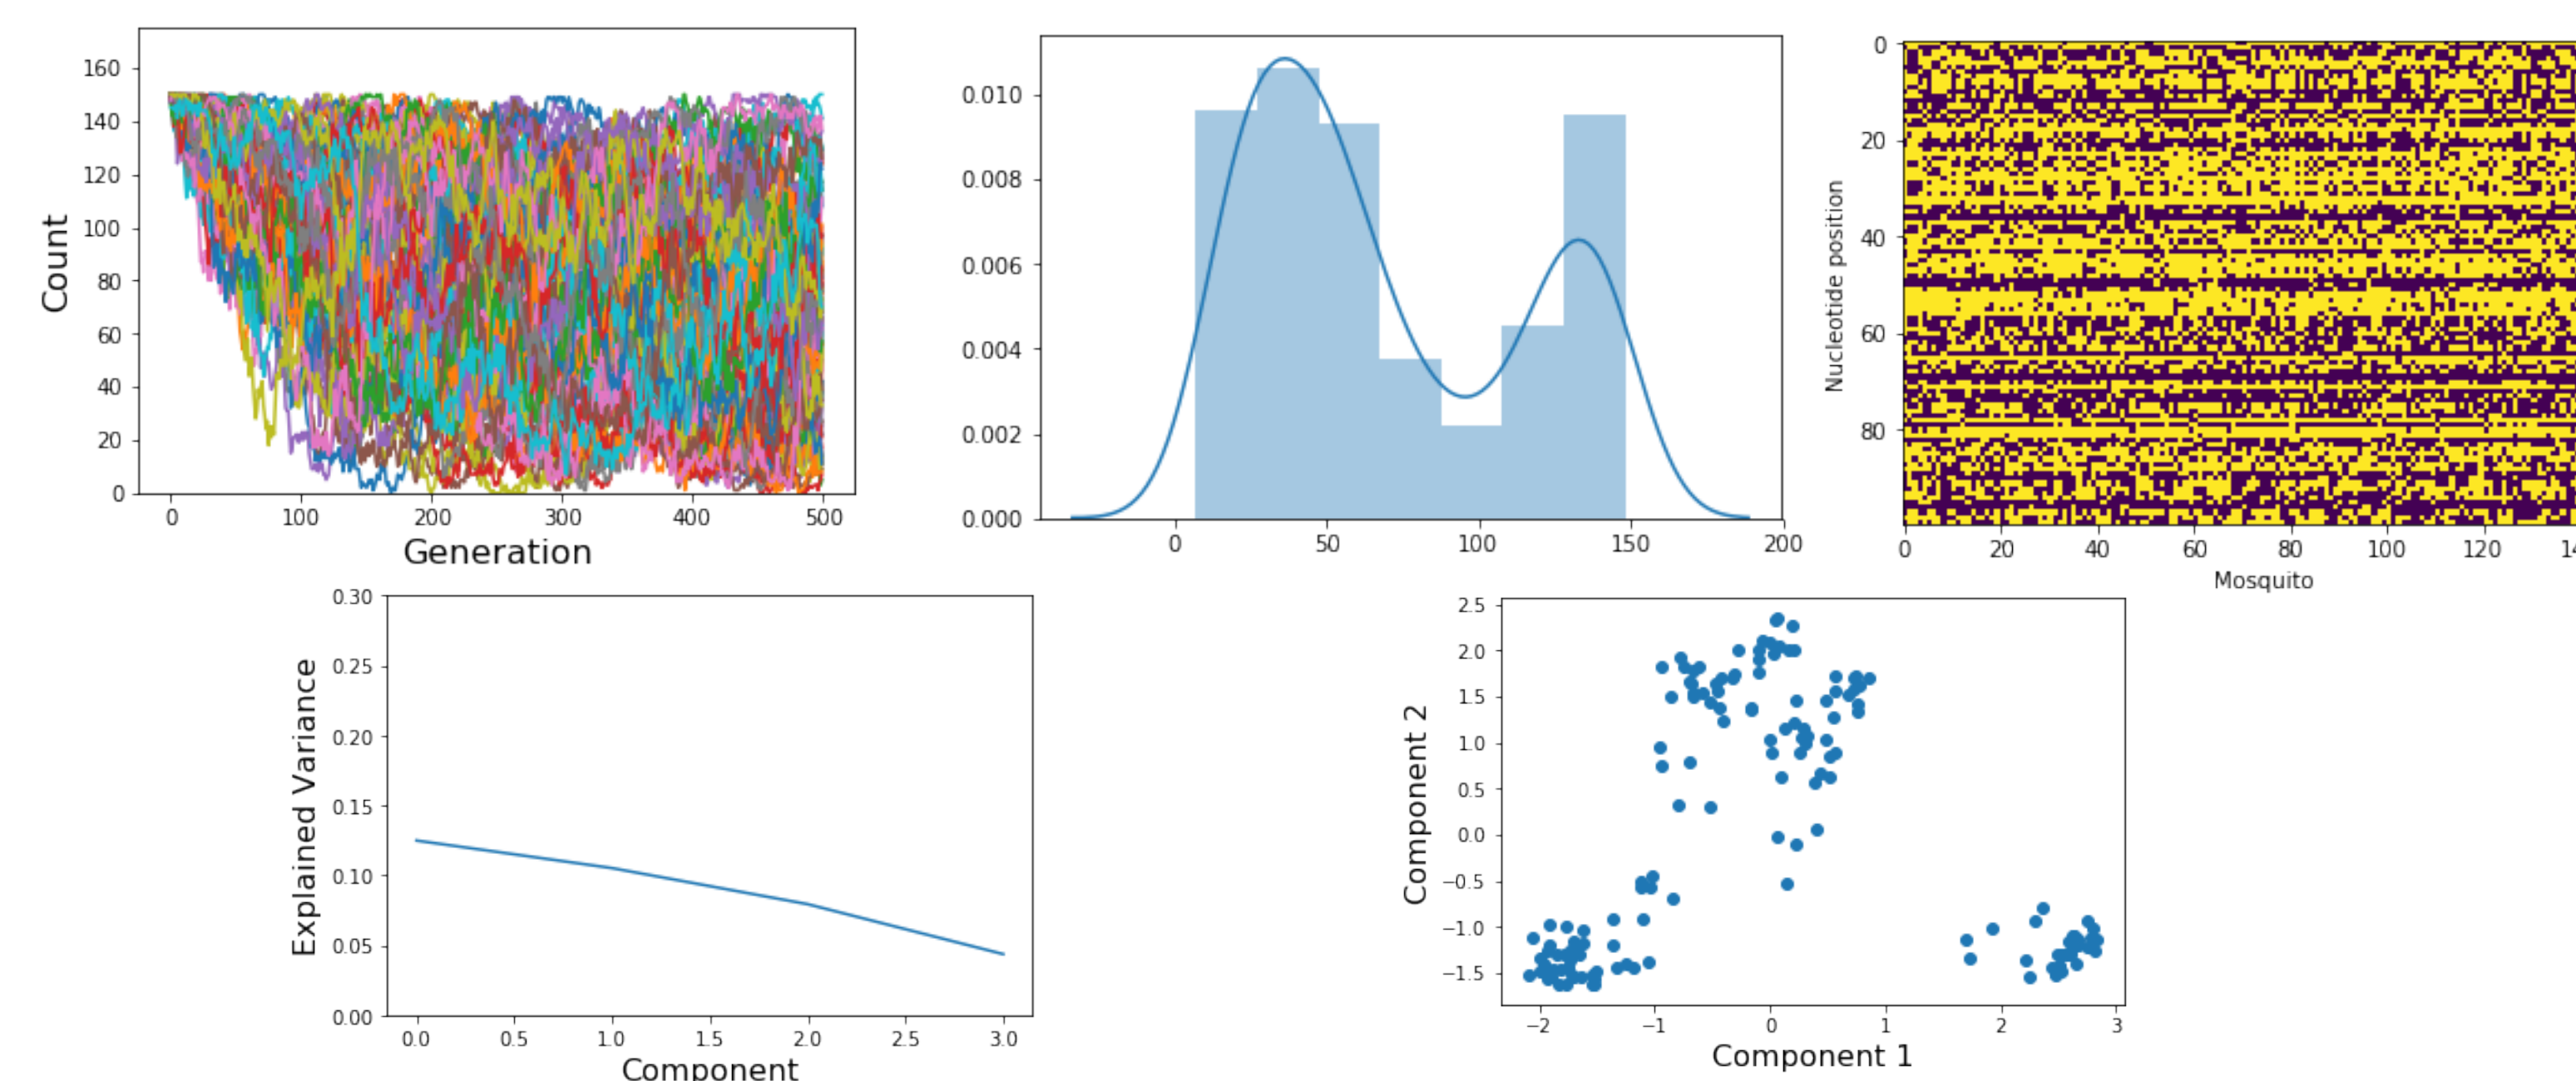 160
140
120
100
80
60
40
20
0
Count
0 100 200 300 400 500
Generation
0.010
0.008
0.006
0.004
0.002
0.000
0 50 100 150 200
0
20
40
60
80
Nucleotide position
0 20 40 60 80 100 120 14
Mosquito
0.30
0.25
0.20
0.15
0.10
0.05
0.00
Explained Variance
0.0 0.5 1.0 1.5 2.0 2.5 3.0
Component
2.5
2.0
1.5
1.0
0.5
0.0
−0.5
−1.0
−1.5
Component 2
−2 −1 0 1 2 3
Component 1